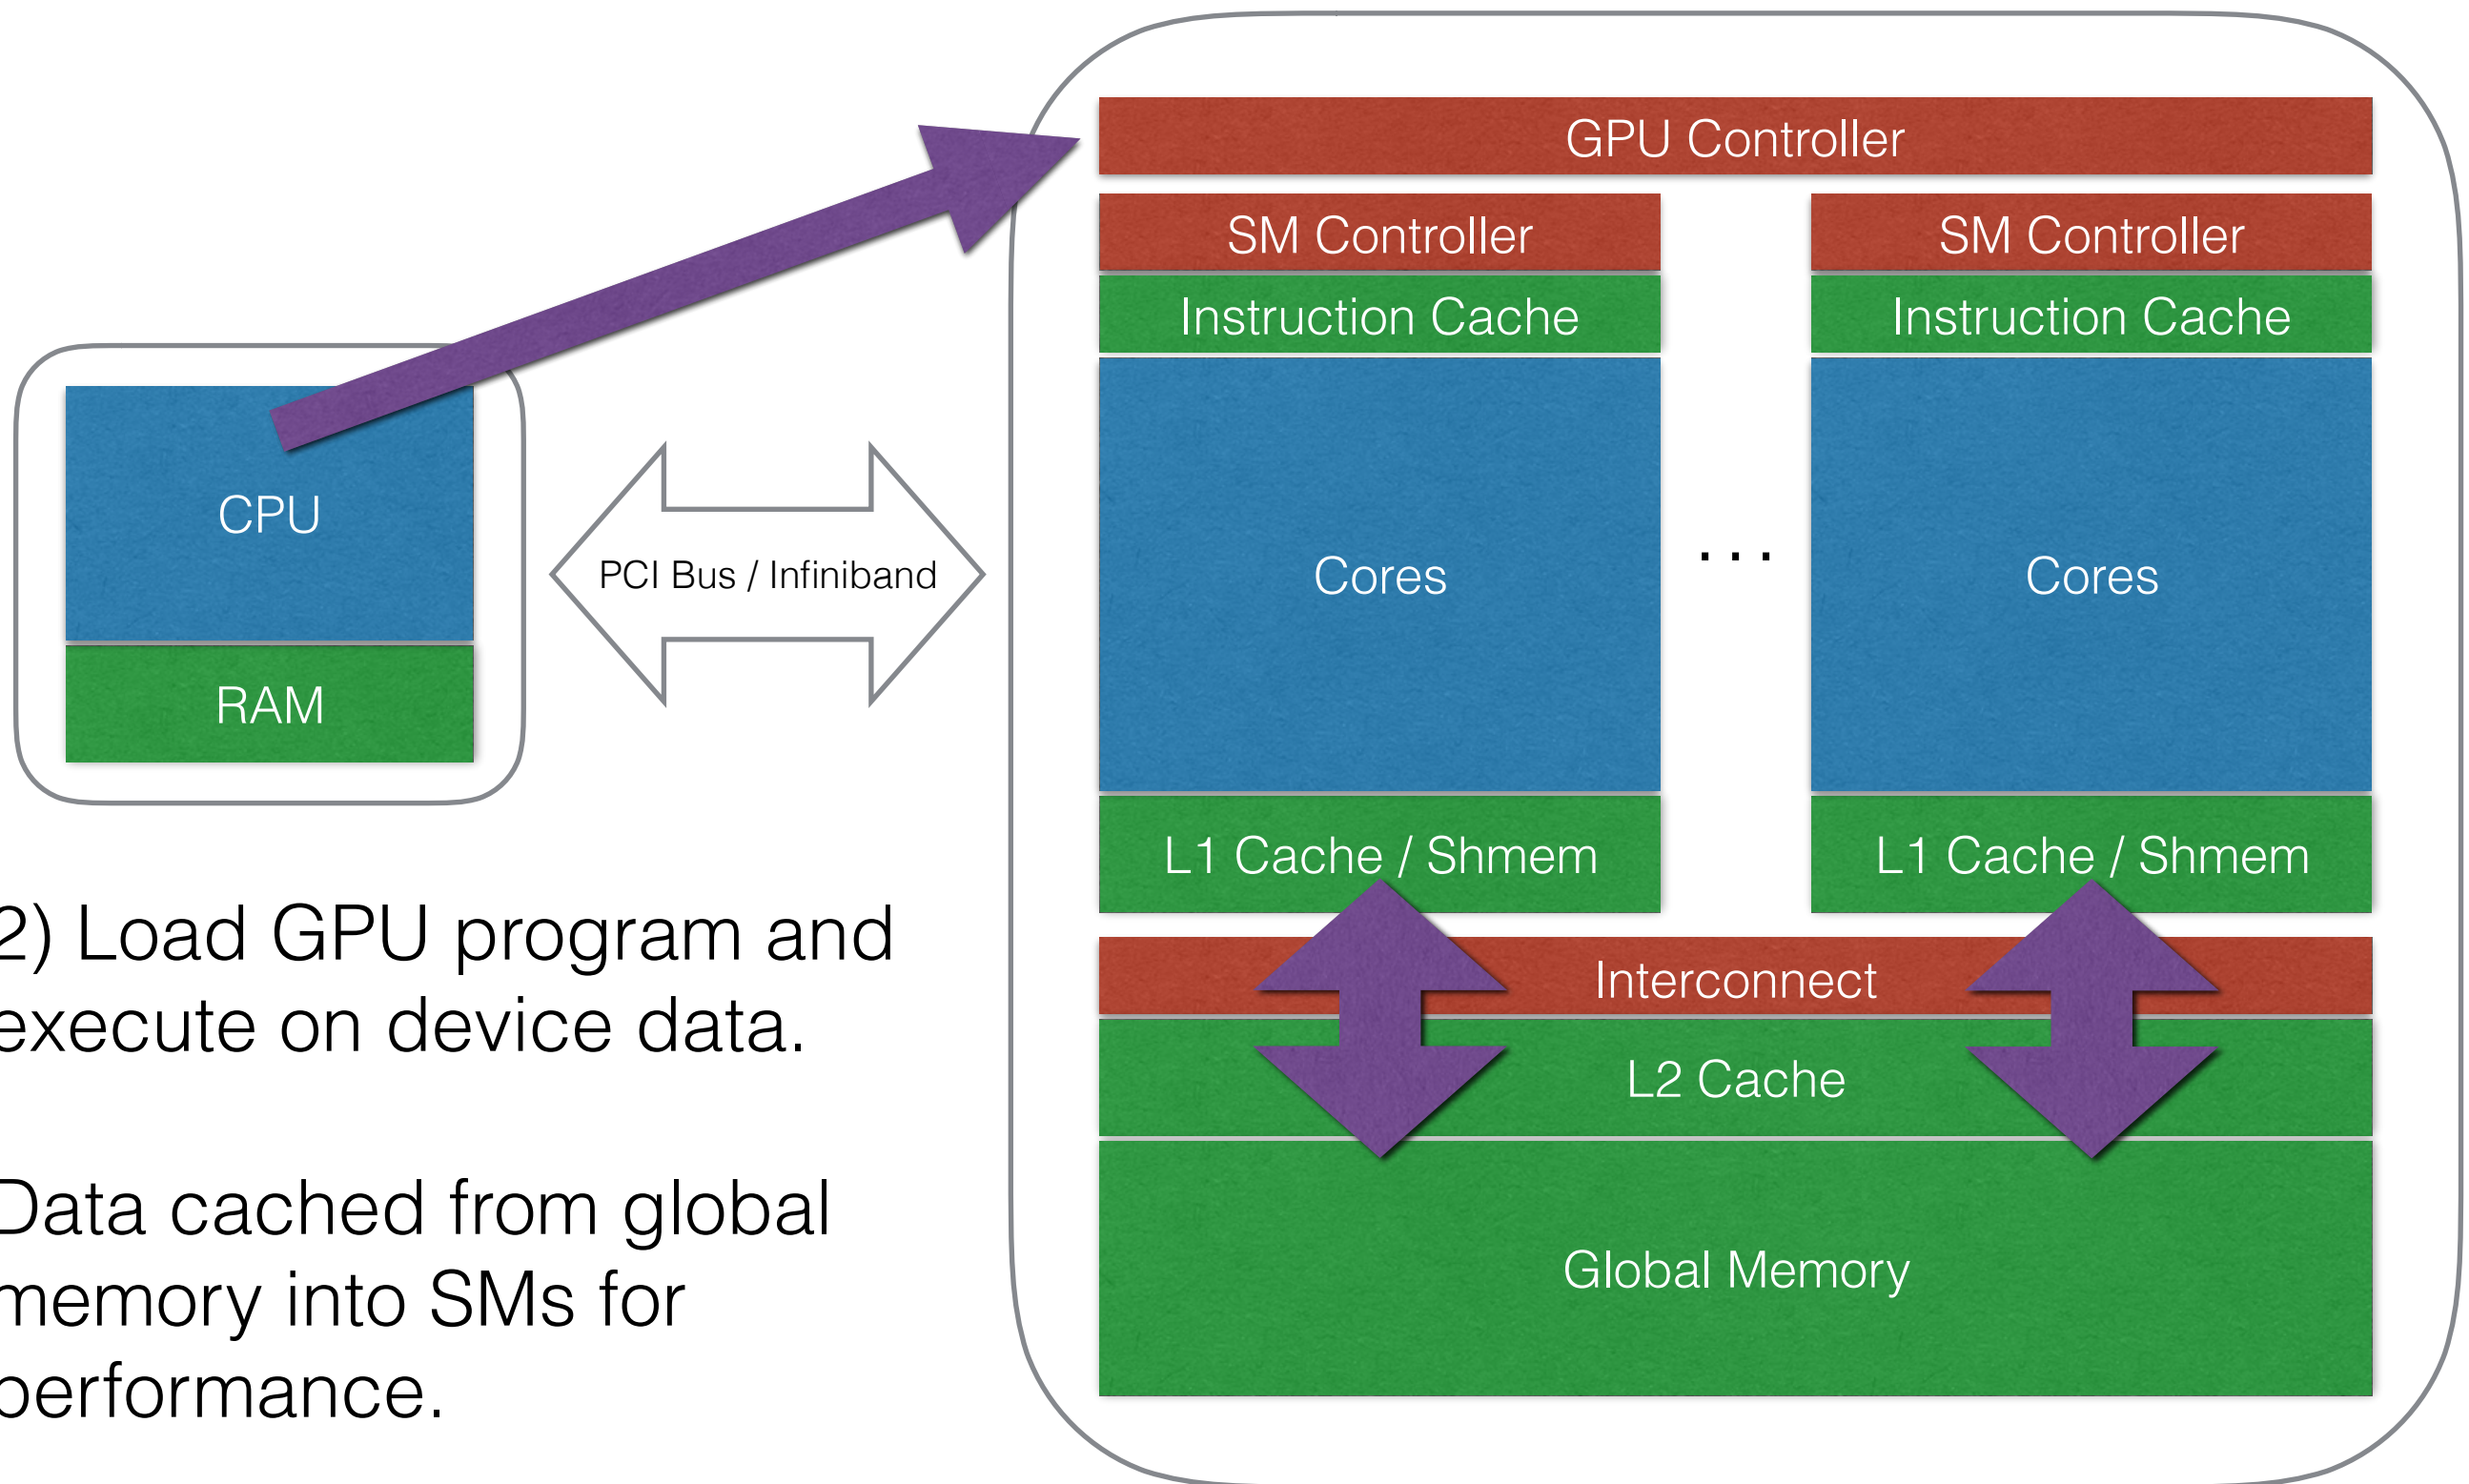 GPU Controller
SM Controller
SM Controller
Instruction Cache
Instruction Cache
CPU
RAM
PCI Bus / Infiniband
Cores
...
Cores
L1 Cache / Shmem
L1 Cache / Shmem
2) Load GPU program and
execute on device data.
Data cached from global
memory into SMs for
performance.
Interconnect
L2 Cache
Global Memory